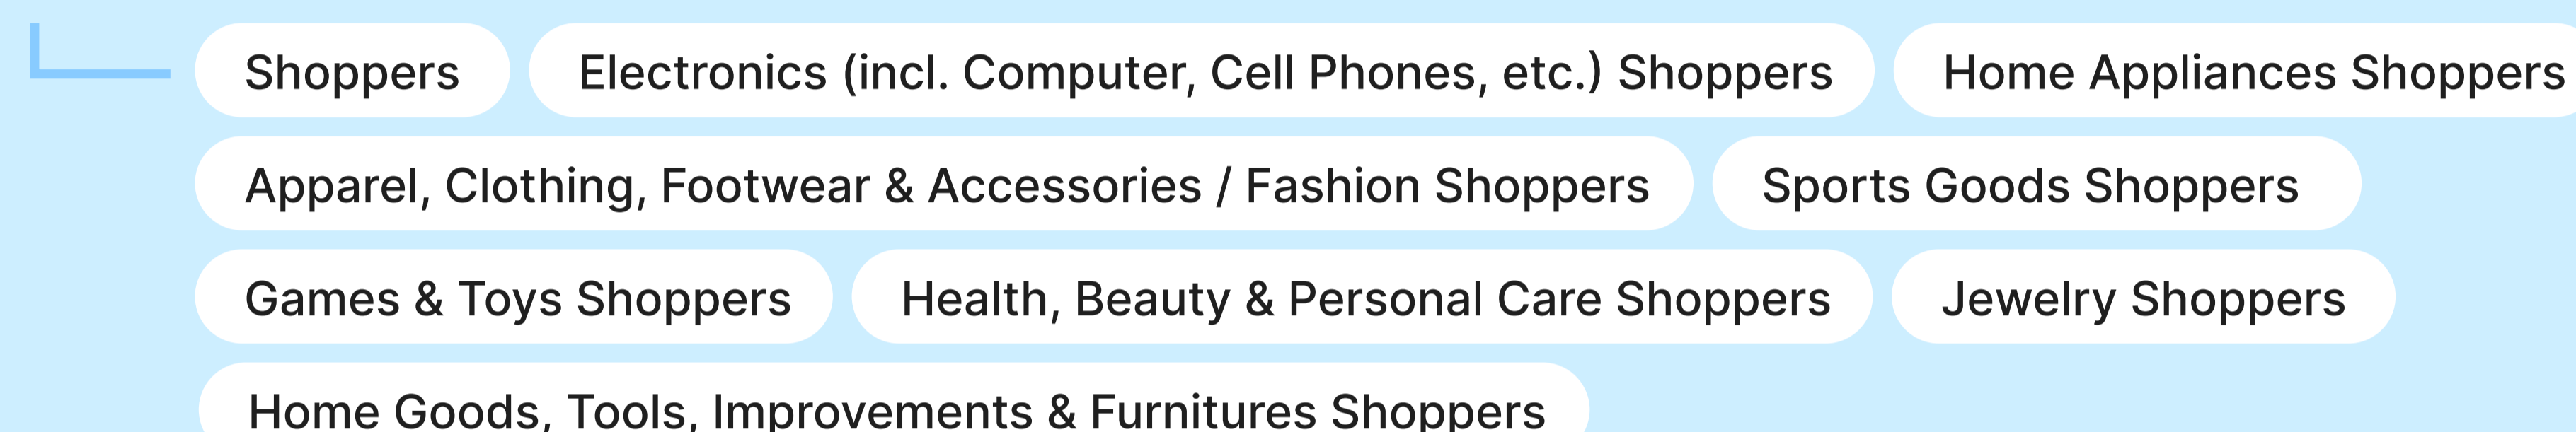 Shoppers Electronics (incl. Computer, Cell Phones, etc.) Shoppers Home Appliances Shoppers
Apparel, Clothing, Footwear & Accessories / Fashion Shoppers Sports Goods Shoppers
Games & Toys Shoppers Health, Beauty & Personal Care Shoppers Jewelry Shoppers
Home Goods, Tools, Improvements & Furnitures Shoppers